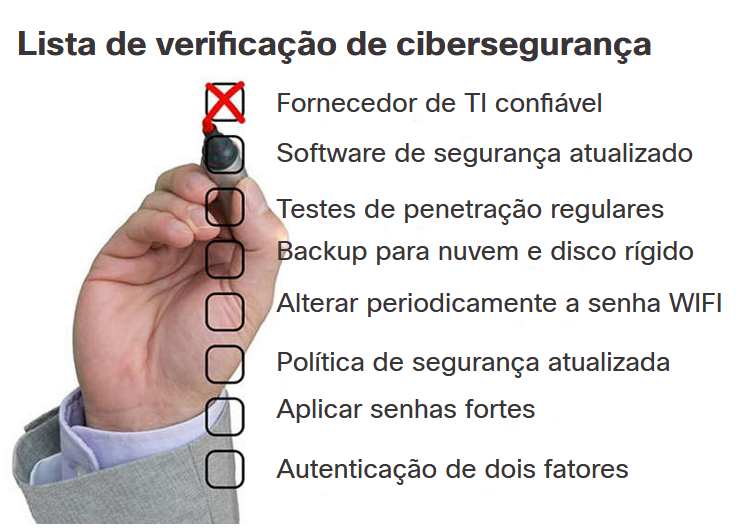 Lista de verificação de cibersegurança
Fornecedor de TI confiável
Software de segurança atualizado
Testes de penetração regulares
Backup para nuvem e disco rígido
Alterar periodicamente a senha WIFI
Política de segurança atualizada
Aplicar senhas fortes
Autenticação de dois fatores